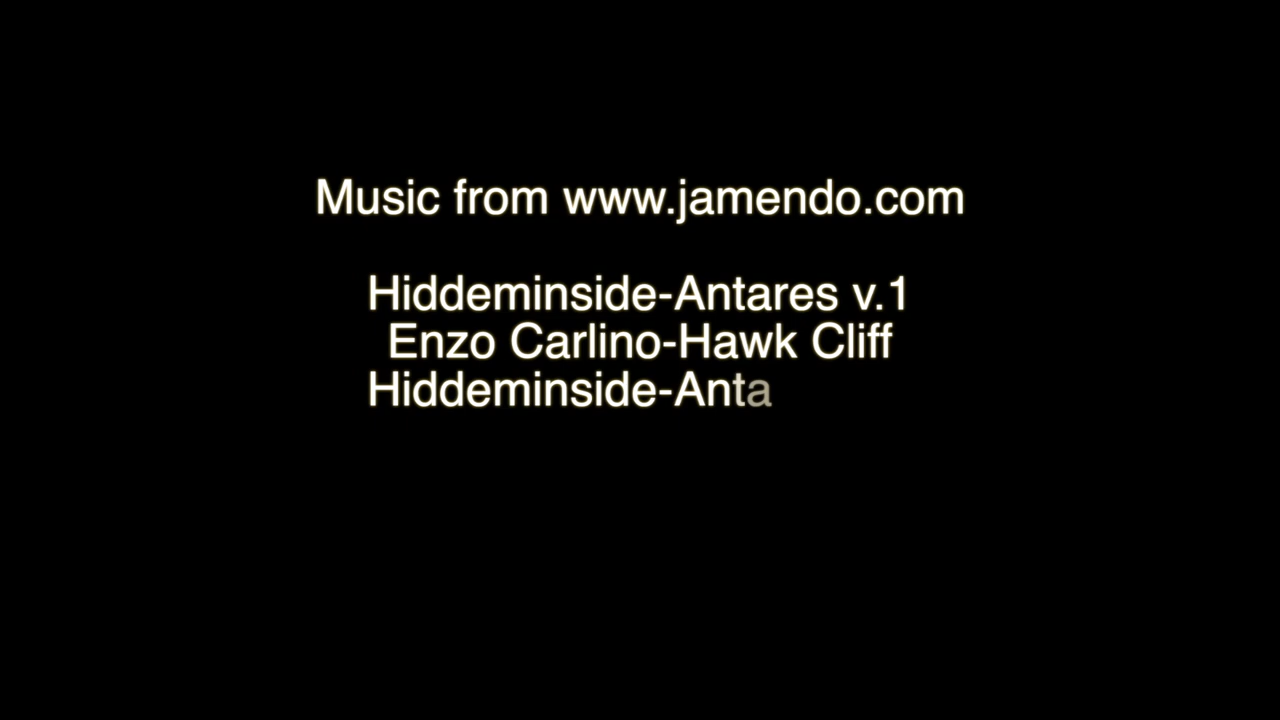 Music from www.jamendo.com
Hiddeminside-Antares v.1
Enzo Carlino-Hawk Cliff
Hiddeminside-Anta